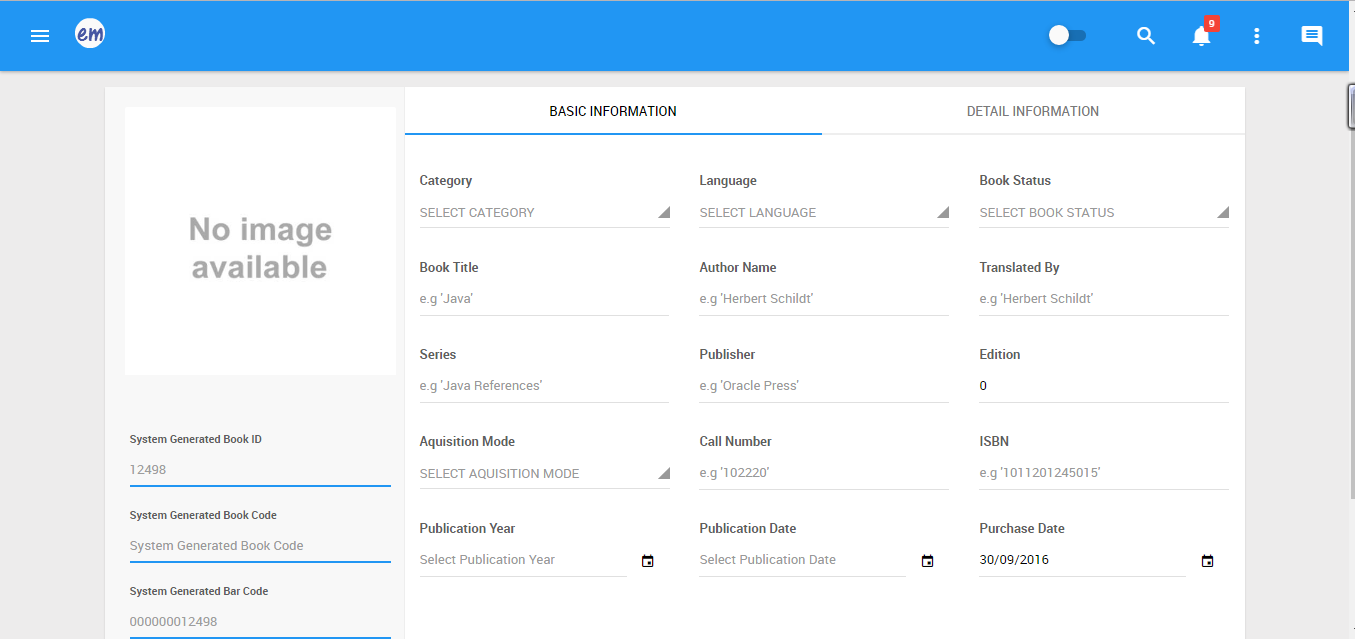 em
9
No image
available
System Generated Book ID
12498
System Generated Book Code
System Generated Book Code
System Generated Bar Code
000000012498
BASIC INFORMATION
DETAIL INFORMATION
Category
Language
Book Status
SELECT CATEGORY
SELECT LANGUAGE
SELECT BOOK STATUS
Book Title
Author Name
Translated By
e.g 'Java'
e.g 'Herbert Schildt'
e.g 'Herbert Schildt'
Series
Publisher
Edition
e.g 'Java References'
e.g 'Oracle Press'
0
Aquisition Mode
Call Number
ISBN
SELECT AQUISITION MODE
e.g '102220'
e.g '1011201245015'
Publication Year
Publication Date
Purchase Date
Select Publication Year
Select Publication Date
30/09/2016